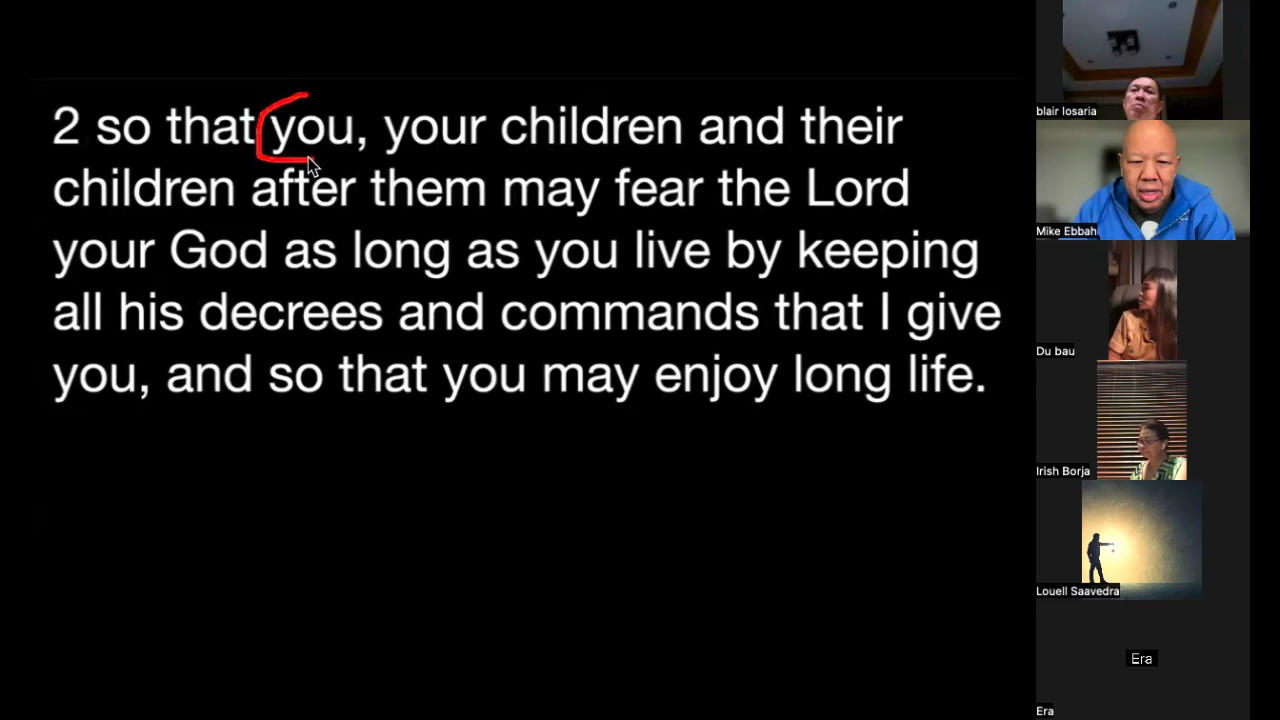 2 so that you, your children and their
children after them may fear the Lord
your God as long as you live by keeping
all his decrees and commands that I give
you, and so that you may enjoy long life.
blair losaria
Mike Ebbah
Du bau
Irish Borja
Louell Saavedra
Era
Era